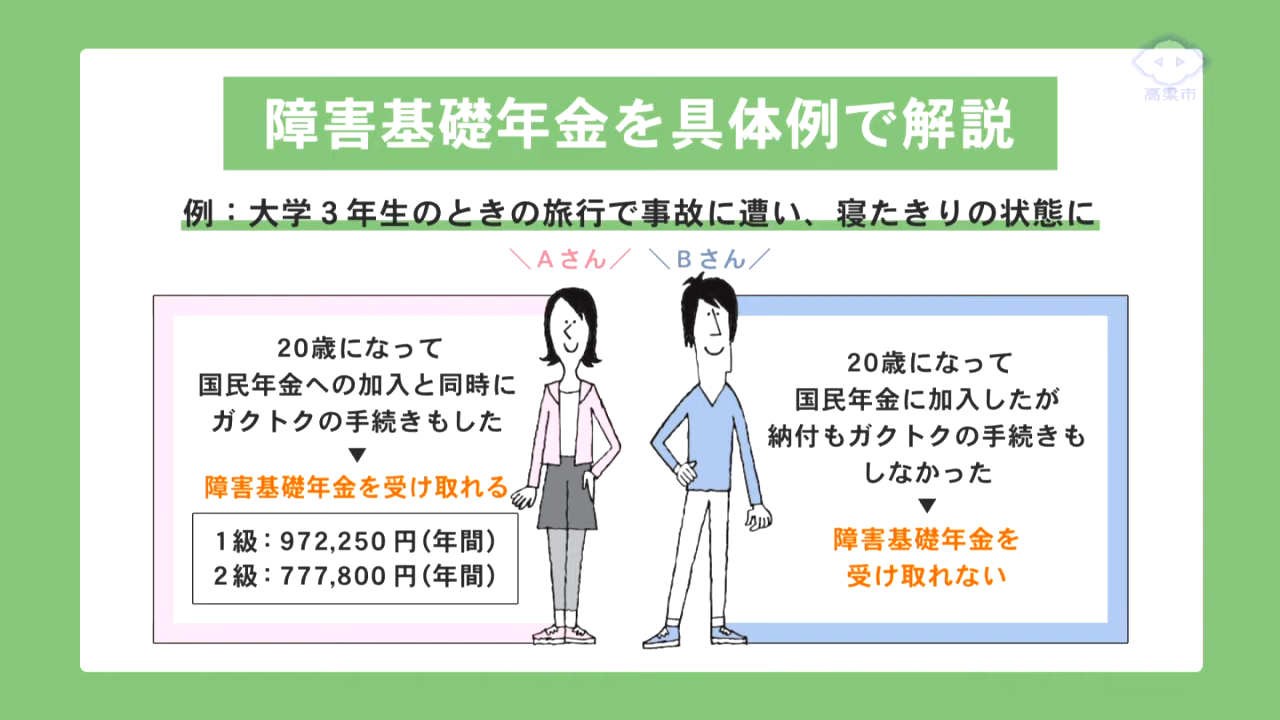 高梁市
障害基礎年金を具体例で解説
例：大学3年生のときの旅行で事故に遭い、寝たきりの状態に
＼Aさん／
＼Bさん／
20歳になって
国民年金への加入と同時に
ガクトクの手続きもした
▼
障害基礎年金を受け取れる
1級：972,250円（年間）
2級：777,800円（年間）
20歳になって
国民年金に加入したが
納付もガクトクの手続きも
しなかった
▼
障害基礎年金を
受け取れない